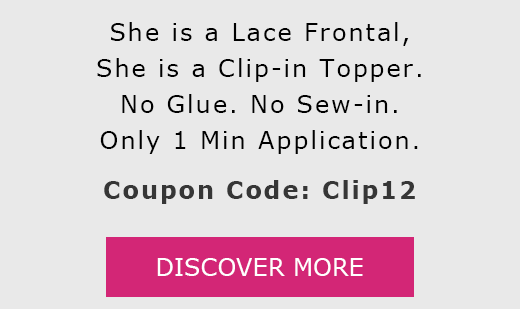 She is a Lace Frontal,
She is a Clip-in Topper.
No Glue. No Sew-in.
Only 1 Min Application.
Coupon Code: Clip12
DISCOVER MORE